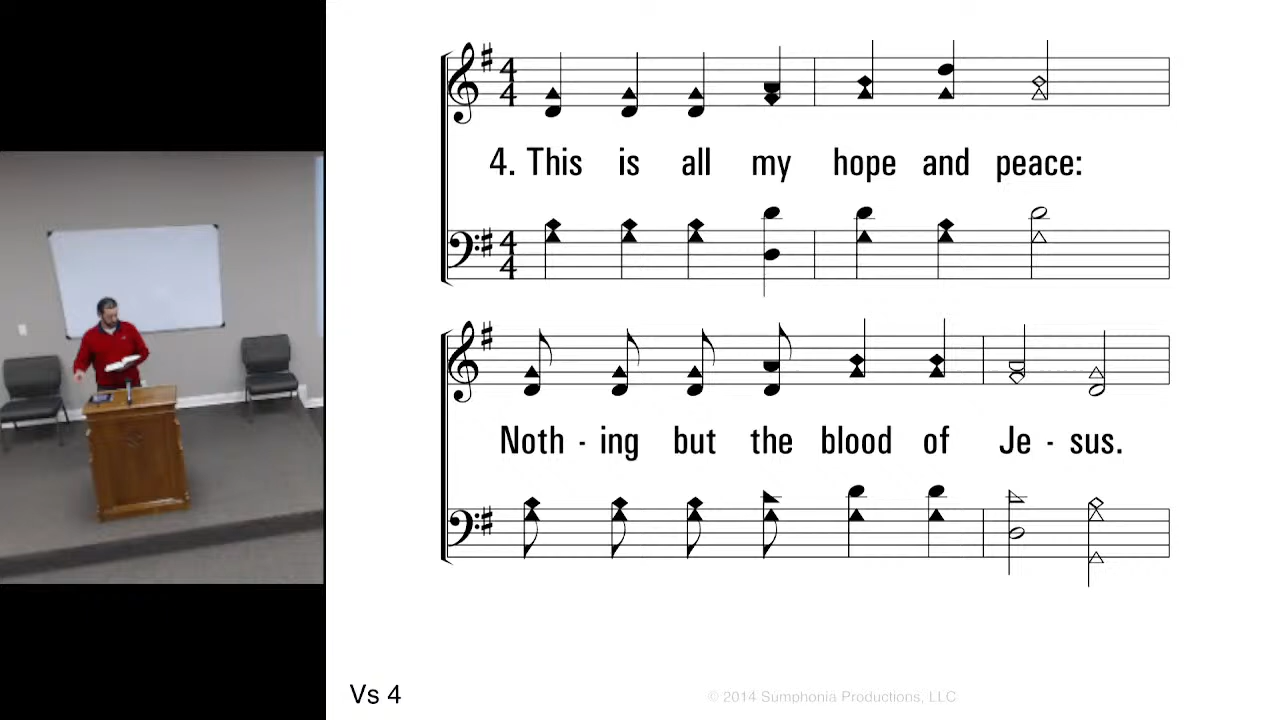 4. This is all my hope and peace:
Noth - ing but the blood of Je - sus.
Vs 4
© 2014 Sumphonia Productions, LLC